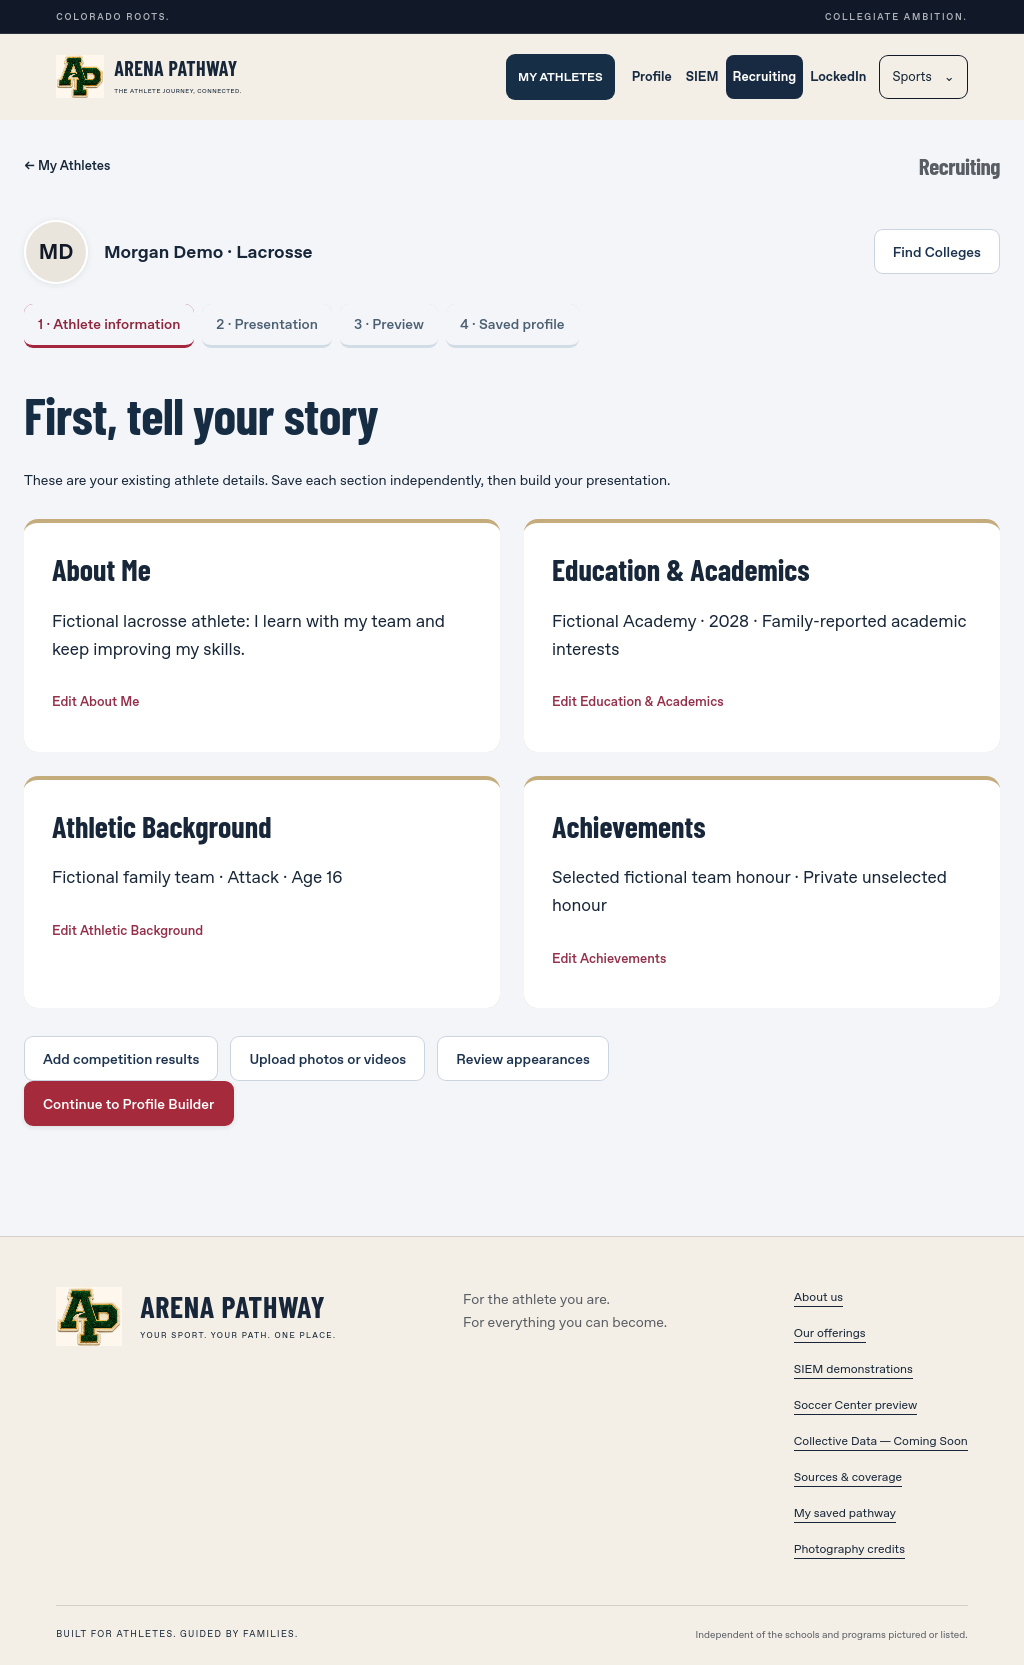 COLORADO ROOTS.
COLLEGIATE AMBITION.
AP
ARENA PATHWAY
THE ATHLETE JOURNEY, CONNECTED.
MY ATHLETES
Profile
SIEM
Recruiting
LockedIn
Sports
← My Athletes
Recruiting
MD
Morgan Demo · Lacrosse
Find Colleges
1 · Athlete information
2 · Presentation
3 · Preview
4 · Saved profile
First, tell your story
These are your existing athlete details. Save each section independently, then build your presentation.
About Me
Fictional lacrosse athlete: I learn with my team and
keep improving my skills.
Edit About Me
Education & Academics
Fictional Academy · 2028 · Family-reported academic
interests
Edit Education & Academics
Athletic Background
Fictional family team · Attack · Age 16
Edit Athletic Background
Achievements
Selected fictional team honour · Private unselected
honour
Edit Achievements
Add competition results
Upload photos or videos
Review appearances
Continue to Profile Builder
AP
ARENA PATHWAY
YOUR SPORT. YOUR PATH. ONE PLACE.
For the athlete you are.
For everything you can become.
About us
Our offerings
SIEM demonstrations
Soccer Center preview
Collective Data — Coming Soon
Sources & coverage
My saved pathway
Photography credits
BUILT FOR ATHLETES. GUIDED BY FAMILIES.
Independent of the schools and programs pictured or listed.